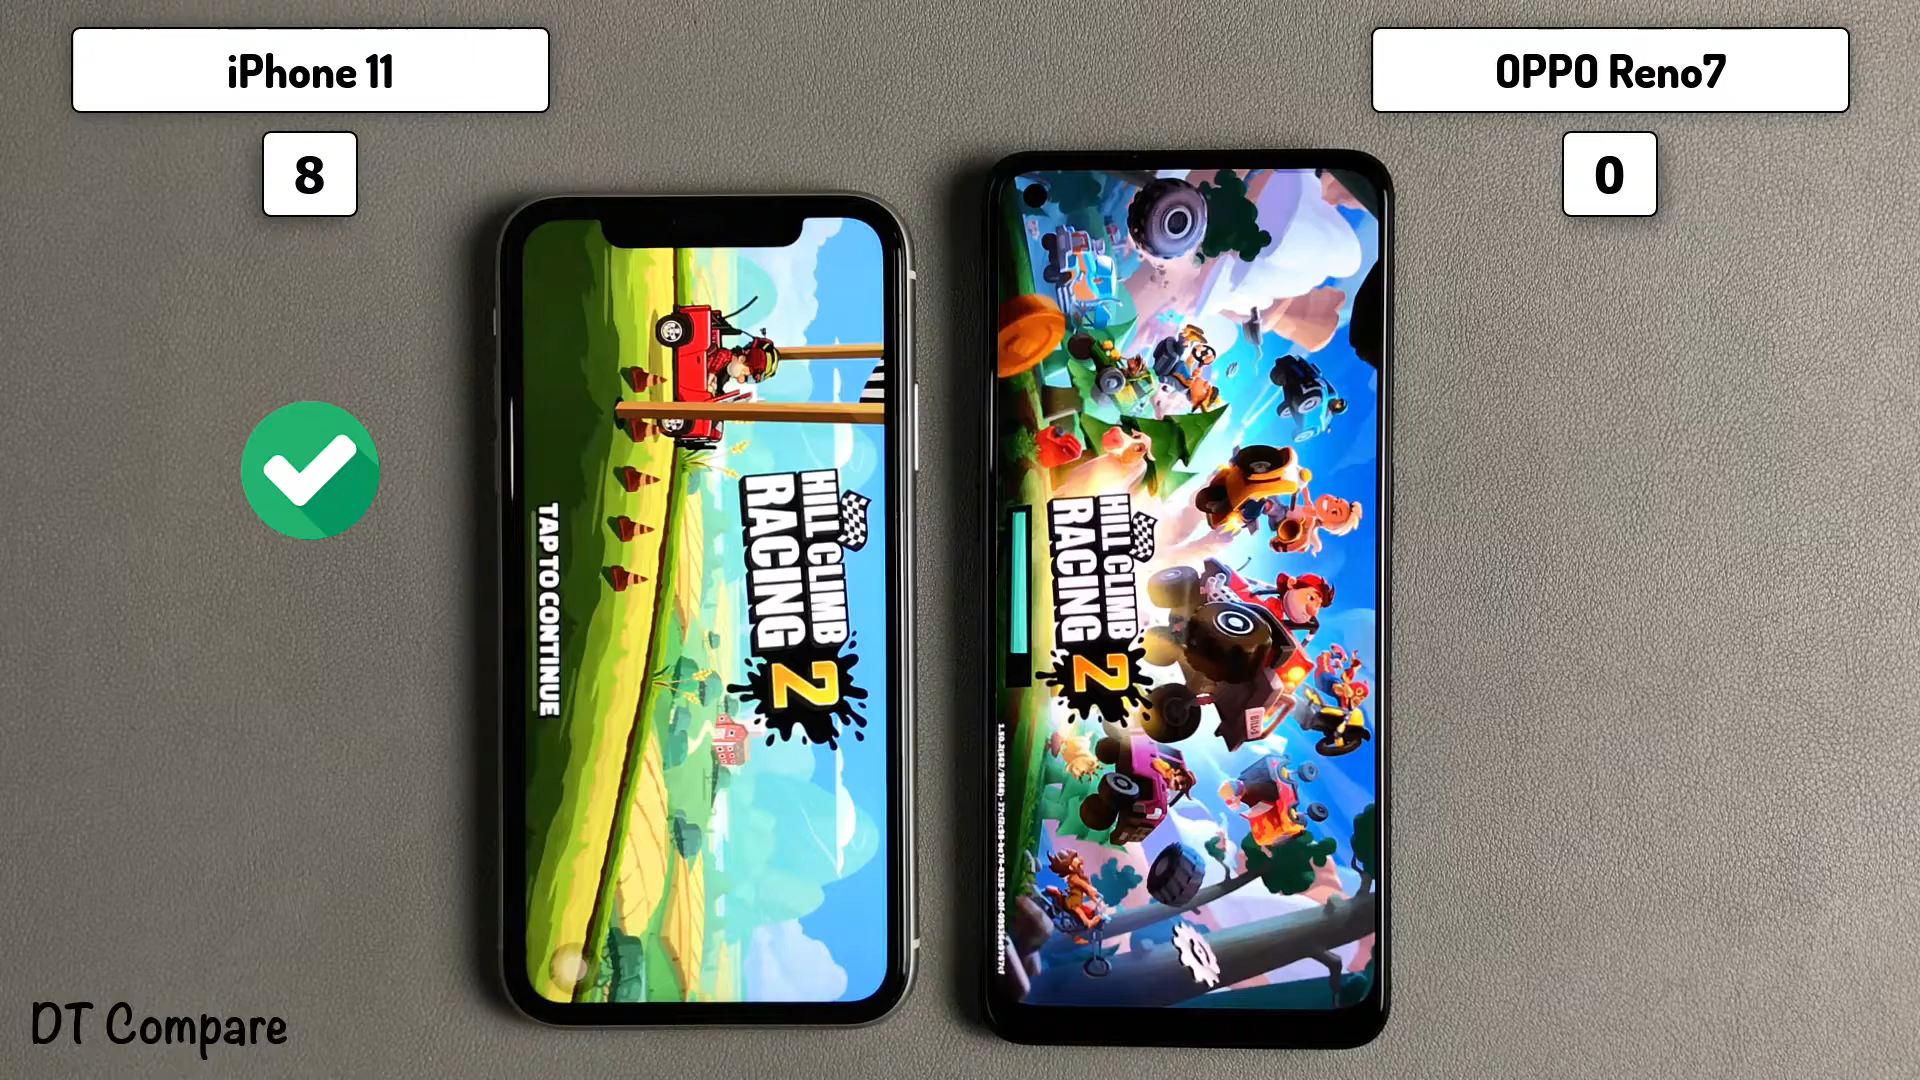 iPhone 11
OPPO Reno7
8
0
HILL CLIMB
RACING 2
TAP TO CONTINUE
HILL CLIMB
RACING 2
DT Compare